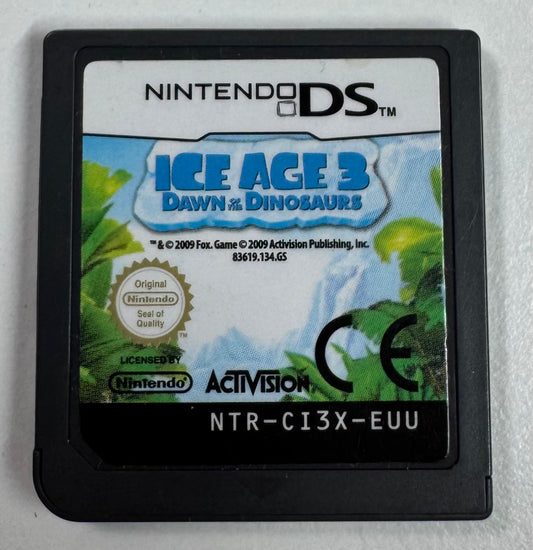 NINTENDO DS™
ICE AGE 3
DAWN OF THE DINOSAURS
™ & © 2009 Fox. Game © 2009 Activision Publishing, Inc.
83619.134.GS
Original
Nintendo
Seal of
Quality
™
LICENSED BY
Nintendo®
ACTIVISION
CE
NTR-CI3X-EUU